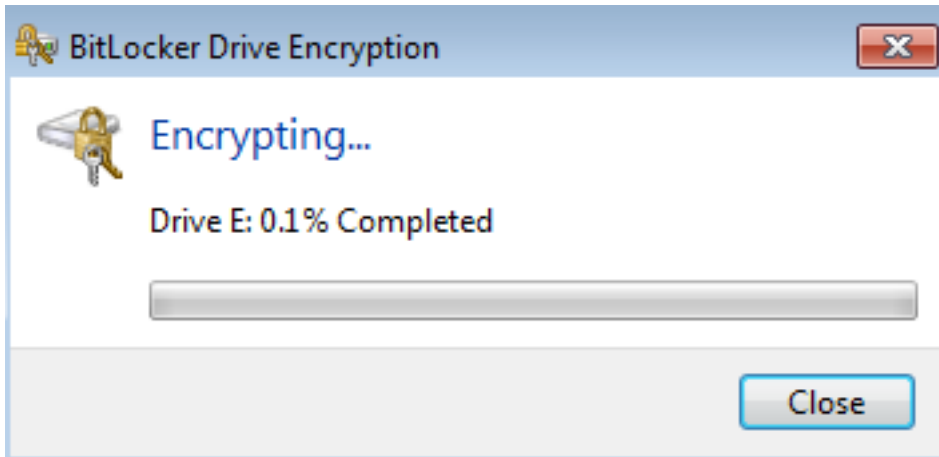 BitLocker Drive Encryption
Encrypting...
Drive E: 0.1% Completed
Close